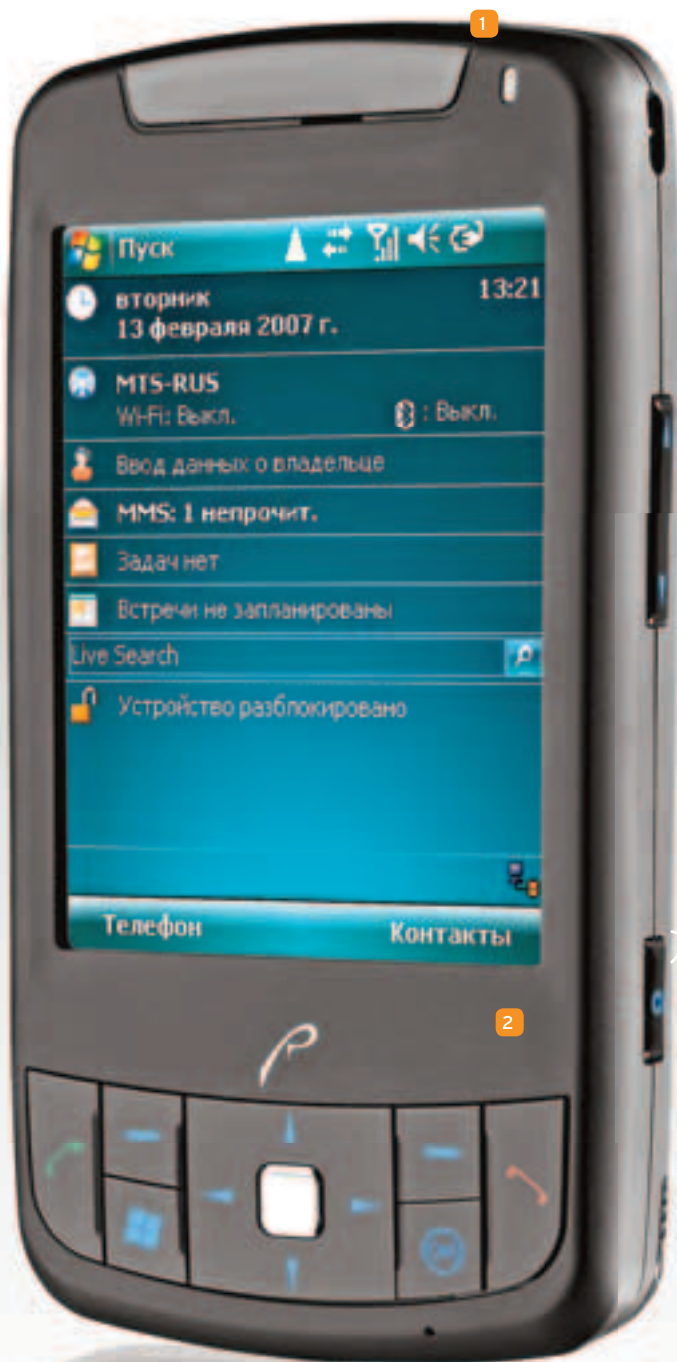 1
Пуск
вторник 13:21
13 февраля 2007 г.
MTS-RUS
Wi-Fi: Выкл. : Выкл.
Ввод данных о владельце
MMS: 1 непрочит.
Задач нет
Встречи не запланированы
Live Search
Устройство разблокировано
Телефон Контакты
2